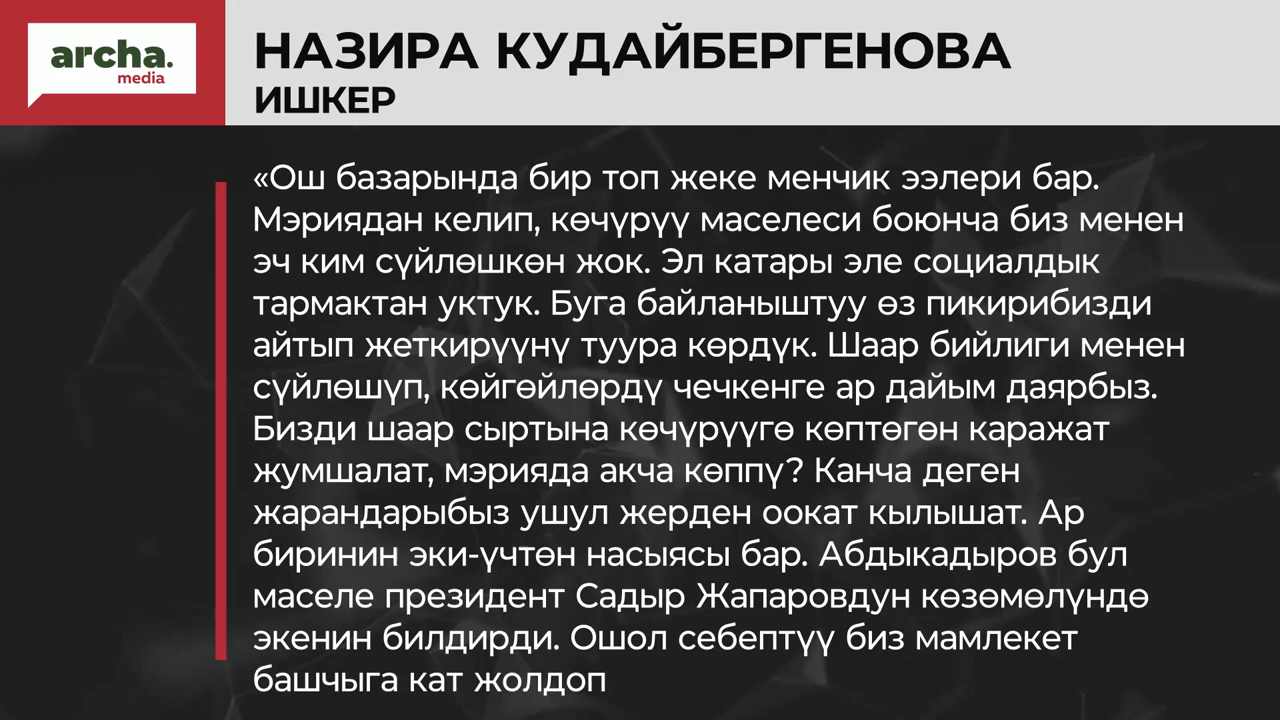 archa.
media
НАЗИРА КУДАЙБЕРГЕНОВА
ИШКЕР
«Ош базарында бир топ жеке менчик ээлери бар.
Мэриядан келип, көчүрүү маселеси боюнча биз менен
эч ким сүйлөшкөн жок. Эл катары эле социалдык
тармактан уктук. Буга байланыштуу өз пикирибизди
айтып жеткирүүнү туура көрдүк. Шаар бийлиги менен
сүйлөшүп, көйгөйлөрдү чечкенге ар дайым даярбыз.
Бизди шаар сыртына көчүрүүгө көптөгөн каражат
жумшалат, мэрияда акча көппү? Канча деген
жарандарыбыз ушул жерден оокат кылышат. Ар
биринин эки-үчтөн насыясы бар. Абдыкадыров бул
маселе президент Садыр Жапаровдун көзөмөлүндө
экенин билдирди. Ошол себептүү биз мамлекет
башчыга кат жолдоп